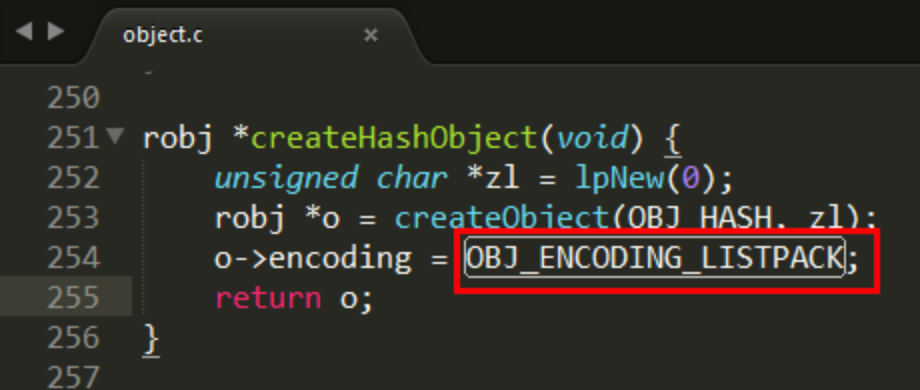 object.c ×
250
251 robj *createHashObject(void) {
252 unsigned char *zl = lpNew(0);
253 robj *o = createObject(OBJ_HASH, zl);
254 o->encoding = OBJ_ENCODING_LISTPACK;
255 return o;
256 }
257